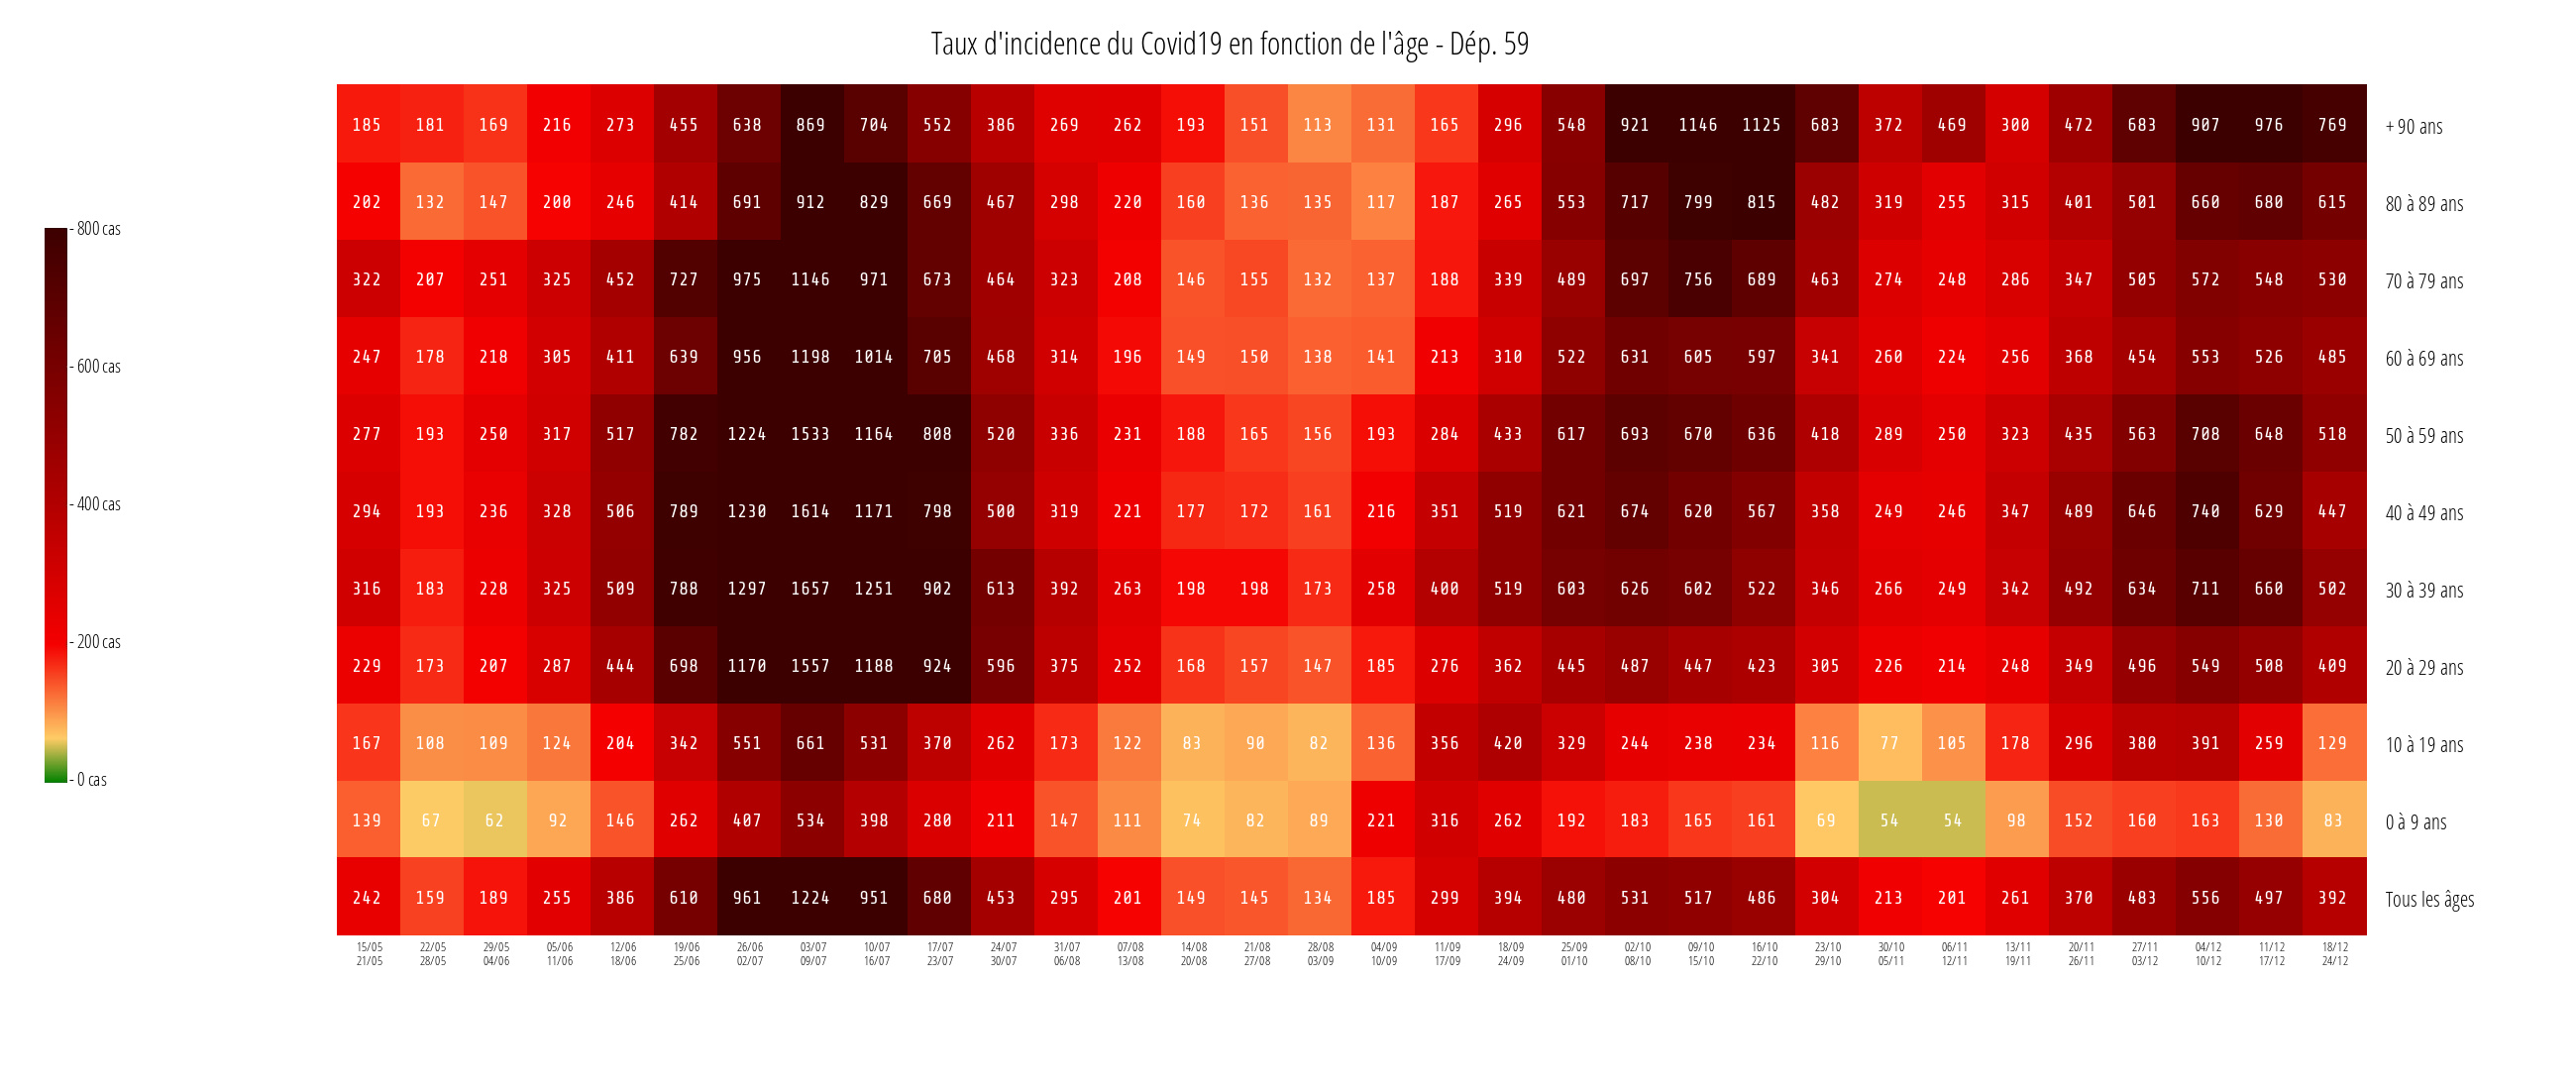 Taux d'incidence du Covid19 en fonction de l'âge - Dép. 59
185 181 169 216 273 455 638 869 704 552 386 269 262 193 151 113 131 165 296 548 921 1146 1125 683 372 469 300 472 683 907 976 769 + 90 ans
202 132 147 200 246 414 691 912 829 669 467 298 220 160 136 135 117 187 265 553 717 799 815 482 319 255 315 401 501 660 680 615 80 à 89 ans
322 207 251 325 452 727 975 1146 971 673 464 323 208 146 155 132 137 188 339 489 697 756 689 463 274 248 286 347 505 572 548 530 70 à 79 ans
247 178 218 305 411 639 956 1198 1014 705 468 314 196 149 150 138 141 213 310 522 631 605 597 341 260 224 256 368 454 553 526 485 60 à 69 ans
277 193 250 317 517 782 1224 1533 1164 808 520 336 231 188 165 156 193 284 433 617 693 670 636 418 289 250 323 435 563 708 648 518 50 à 59 ans
294 193 236 328 506 789 1230 1614 1171 798 500 319 221 177 172 161 216 351 519 621 674 620 567 358 249 246 347 489 646 740 629 447 40 à 49 ans
316 183 228 325 509 788 1297 1657 1251 902 613 392 263 198 198 173 258 400 519 603 626 602 522 346 266 249 342 492 634 711 660 502 30 à 39 ans
229 173 207 287 444 698 1170 1557 1188 924 596 375 252 168 157 147 185 276 362 445 487 447 423 305 226 214 248 349 496 549 508 409 20 à 29 ans
167 108 109 124 204 342 551 661 531 370 262 173 122 83 90 82 136 356 420 329 244 238 234 116 77 105 178 296 380 391 259 129 10 à 19 ans
139 67 62 92 146 262 407 534 398 280 211 147 111 74 82 89 221 316 262 192 183 165 161 69 54 54 98 152 160 163 130 83 0 à 9 ans
242 159 189 255 386 610 961 1224 951 680 453 295 201 149 145 134 185 299 394 480 531 517 486 304 213 201 261 370 483 556 497 392 Tous les âges
15/05 22/05 29/05 05/06 12/06 19/06 26/06 03/07 10/07 17/07 24/07 31/07 07/08 14/08 21/08 28/08 04/09 11/09 18/09 25/09 02/10 09/10 16/10 23/10 30/10 06/11 13/11 20/11 27/11 04/12 11/12 18/12
21/05 28/05 04/06 11/06 18/06 25/06 02/07 09/07 16/07 23/07 30/07 06/08 13/08 20/08 27/08 03/09 10/09 17/09 24/09 01/10 08/10 15/10 22/10 29/10 05/11 12/11 19/11 26/11 03/12 10/12 17/12 24/12
- 800 cas
- 600 cas
- 400 cas
- 200 cas
- 0 cas